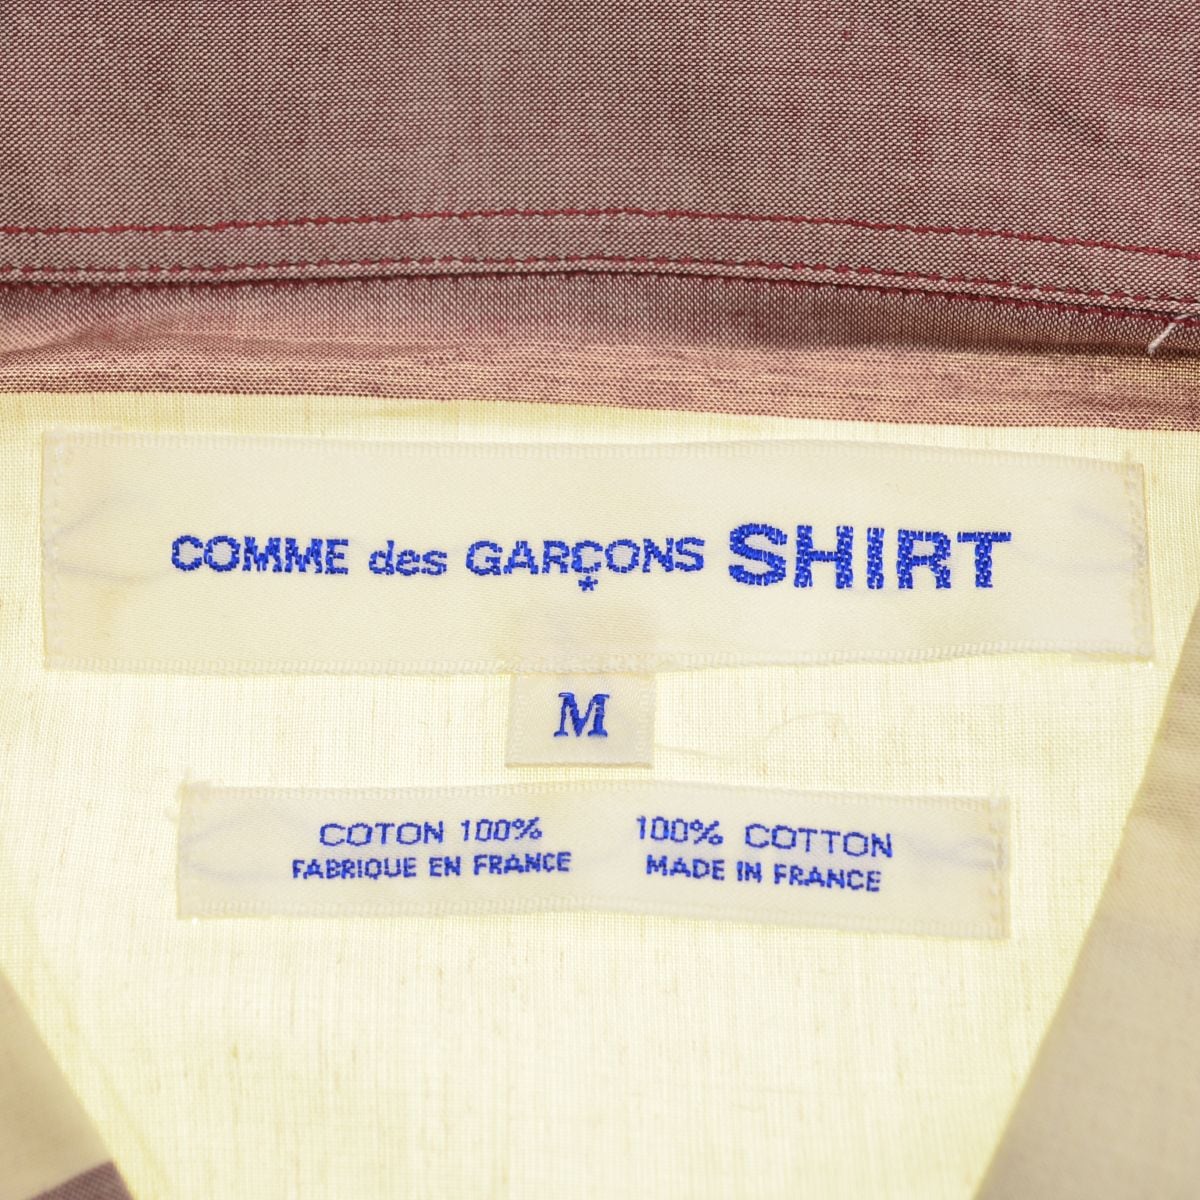 COMME des GARÇONS SHIRT
M
COTON 100%
FABRIQUE EN FRANCE
100% COTTON
MADE IN FRANCE